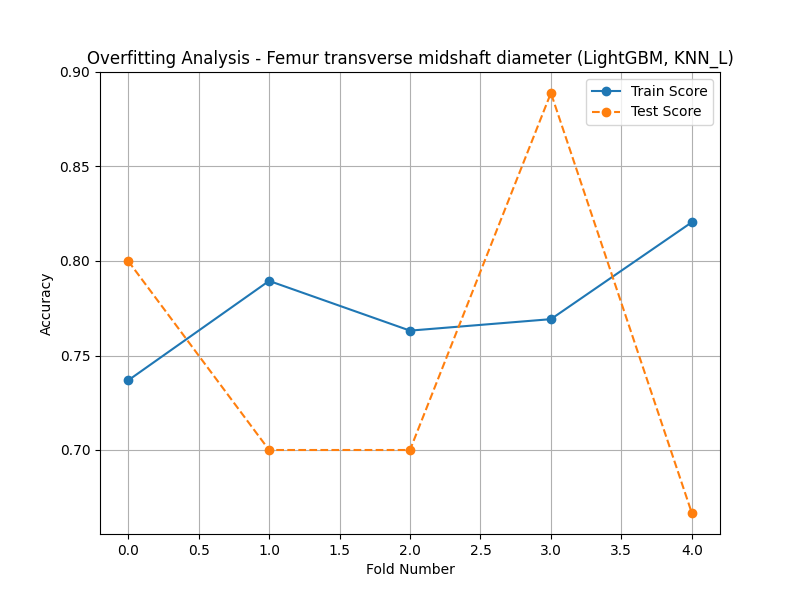 Overfitting Analysis - Femur transverse midshaft diameter (LightGBM, KNN_L)
Train Score
Test Score
Accuracy
0.90
0.85
0.80
0.75
0.70
0.0 0.5 1.0 1.5 2.0 2.5 3.0 3.5 4.0
Fold Number